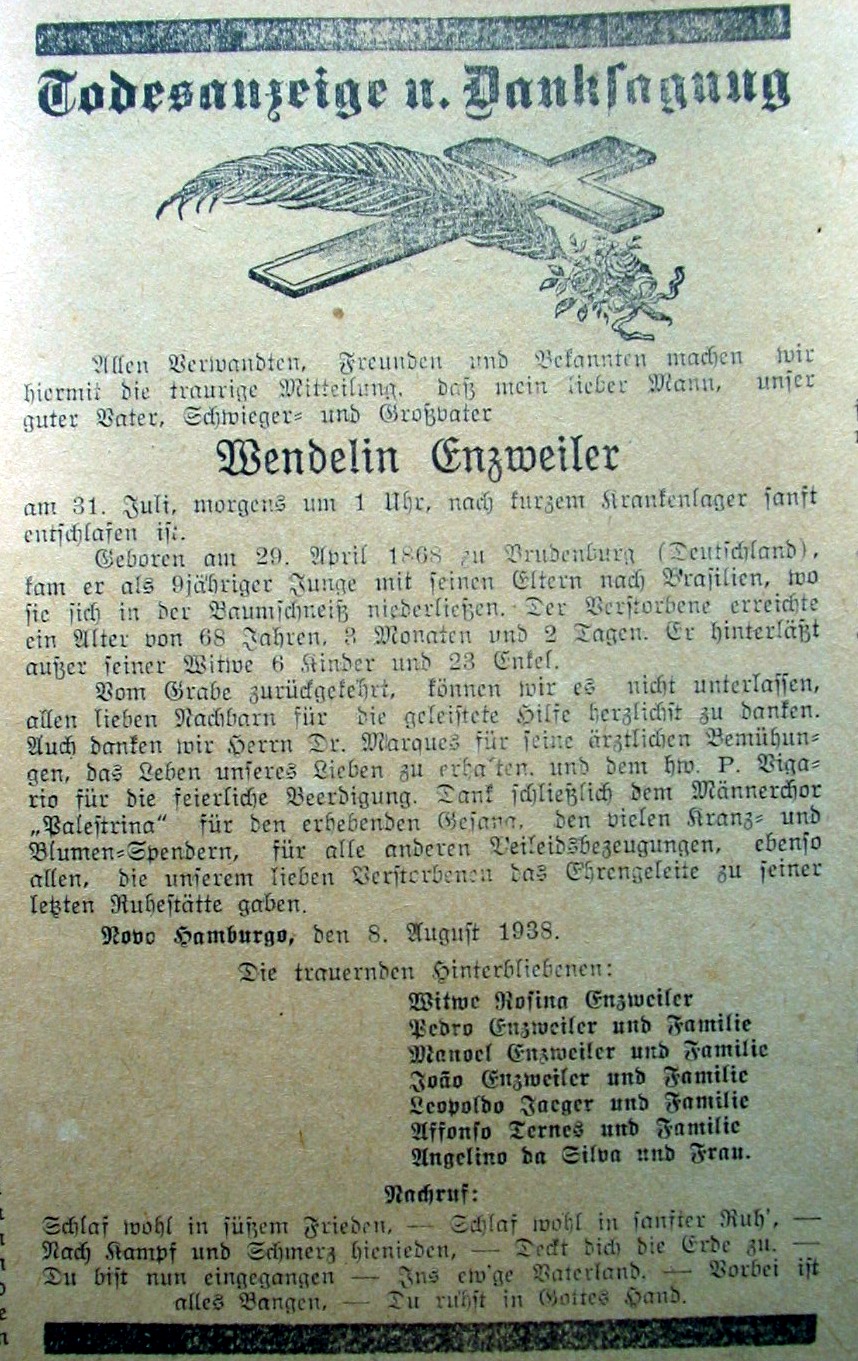 Todesanzeige u. Danksagung
Allen Verwandten, Freunden und Bekannten machen wir
hiermit die traurige Mitteilung, daß mein lieber Mann, unser
guter Vater, Schwieger= und Großvater
Wendelin Enzweiler
am 31. Juli, morgens um 1 Uhr, nach kurzem Krankenlager sanft
entschlafen ist.
Geboren am 29. April 1868 zu Brudenburg (Deutschland),
kam er als 9jähriger Junge mit seinen Eltern nach Brasilien, wo
sie sich in der Baumschneiß niederließen. Der Verstorbene erreichte
ein Alter von 68 Jahren, 3 Monaten und 2 Tagen. Er hinterläßt
außer seiner Witwe 6 Kinder und 23 Enkel.
Vom Grabe zurückgekehrt, können wir es nicht unterlassen,
allen lieben Nachbarn für die geleistete Hilfe herzlichst zu danken.
Auch danken wir Herrn Dr. Marques für seine ärztlichen Bemühun=
gen, das Leben unseres Lieben zu erhalten, und dem hw. P. Viga=
rio für die feierliche Beerdigung. Dank schließlich dem Männerchor
„Palestrina“ für den erhebenden Gesang, den vielen Kranz= und
Blumen=Spendern, für alle anderen Beileidsbezeugungen, ebenso
allen, die unserem lieben Verstorbenen das Ehrengeleite zu seiner
letzten Ruhestätte gaben.
Novo Hamburgo, den 8. August 1938.
Die trauernden Hinterbliebenen:
Witwe Rosina Enzweiler
Pedro Enzweiler und Familie
Manoel Enzweiler und Familie
João Enzweiler und Familie
Leopoldo Jaeger und Familie
Affonso Ternes und Familie
Angelino da Silva und Frau.
Nachruf:
Schlaf wohl in süßem Frieden, — Schlaf wohl in sanfter Ruh', —
Nach Kampf und Schmerz hienieden, — Deckt dich die Erde zu. —
Du bist nun eingegangen — Ins ew'ge Vaterland. — Vorbei ist
alles Bangen, — Du ruhst in Gottes Hand.